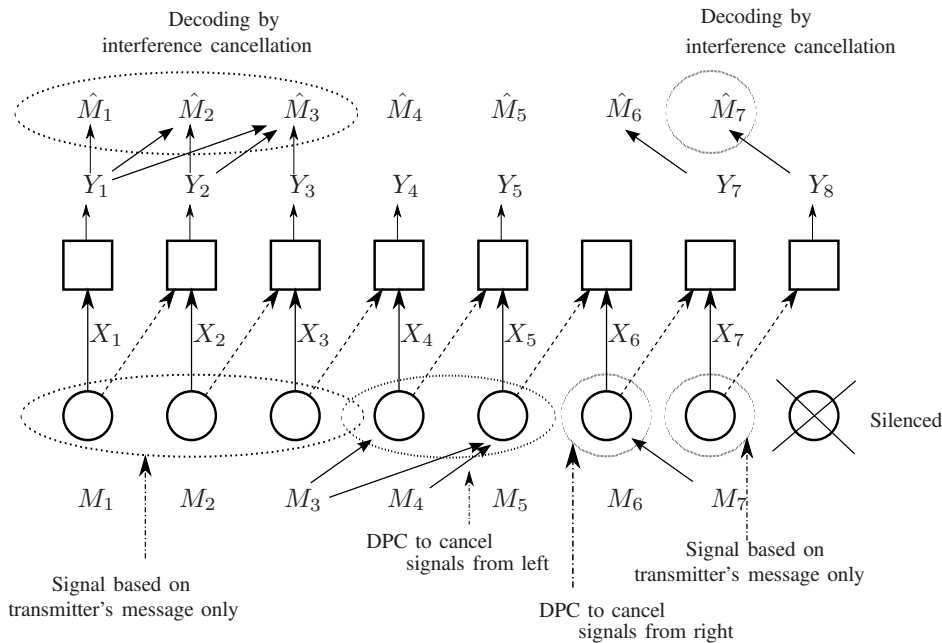 Decoding by
interference cancellation
Decoding by
interference cancellation
M̂₁ M̂₂ M̂₃ M̂₄ M̂₅ M̂₆ M̂₇
Y₁ Y₂ Y₃ Y₄ Y₅ Y₇ Y₈
X₁ X₂ X₃ X₄ X₅ X₆ X₇
Silenced
M₁ M₂ M₃ M₄ M₅ M₆ M₇
DPC to cancel
signals from left
Signal based on
transmitter's message only
Signal based on
transmitter's message only
DPC to cancel
signals from right